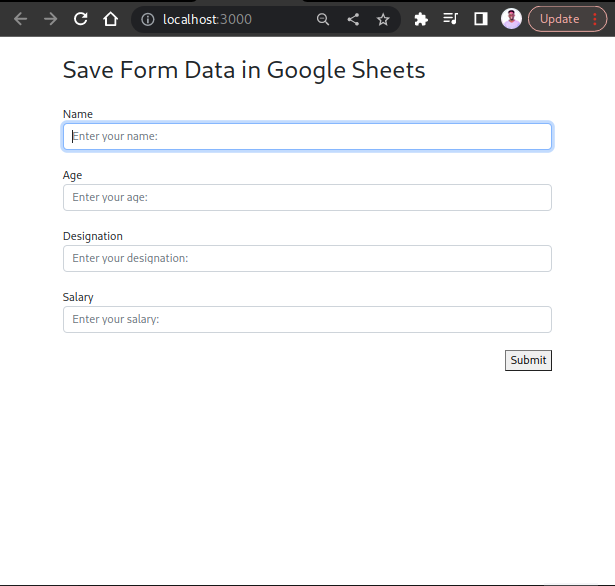 localhost:3000
Update
Save Form Data in Google Sheets
Name
Enter your name:
Age
Enter your age:
Designation
Enter your designation:
Salary
Enter your salary:
Submit